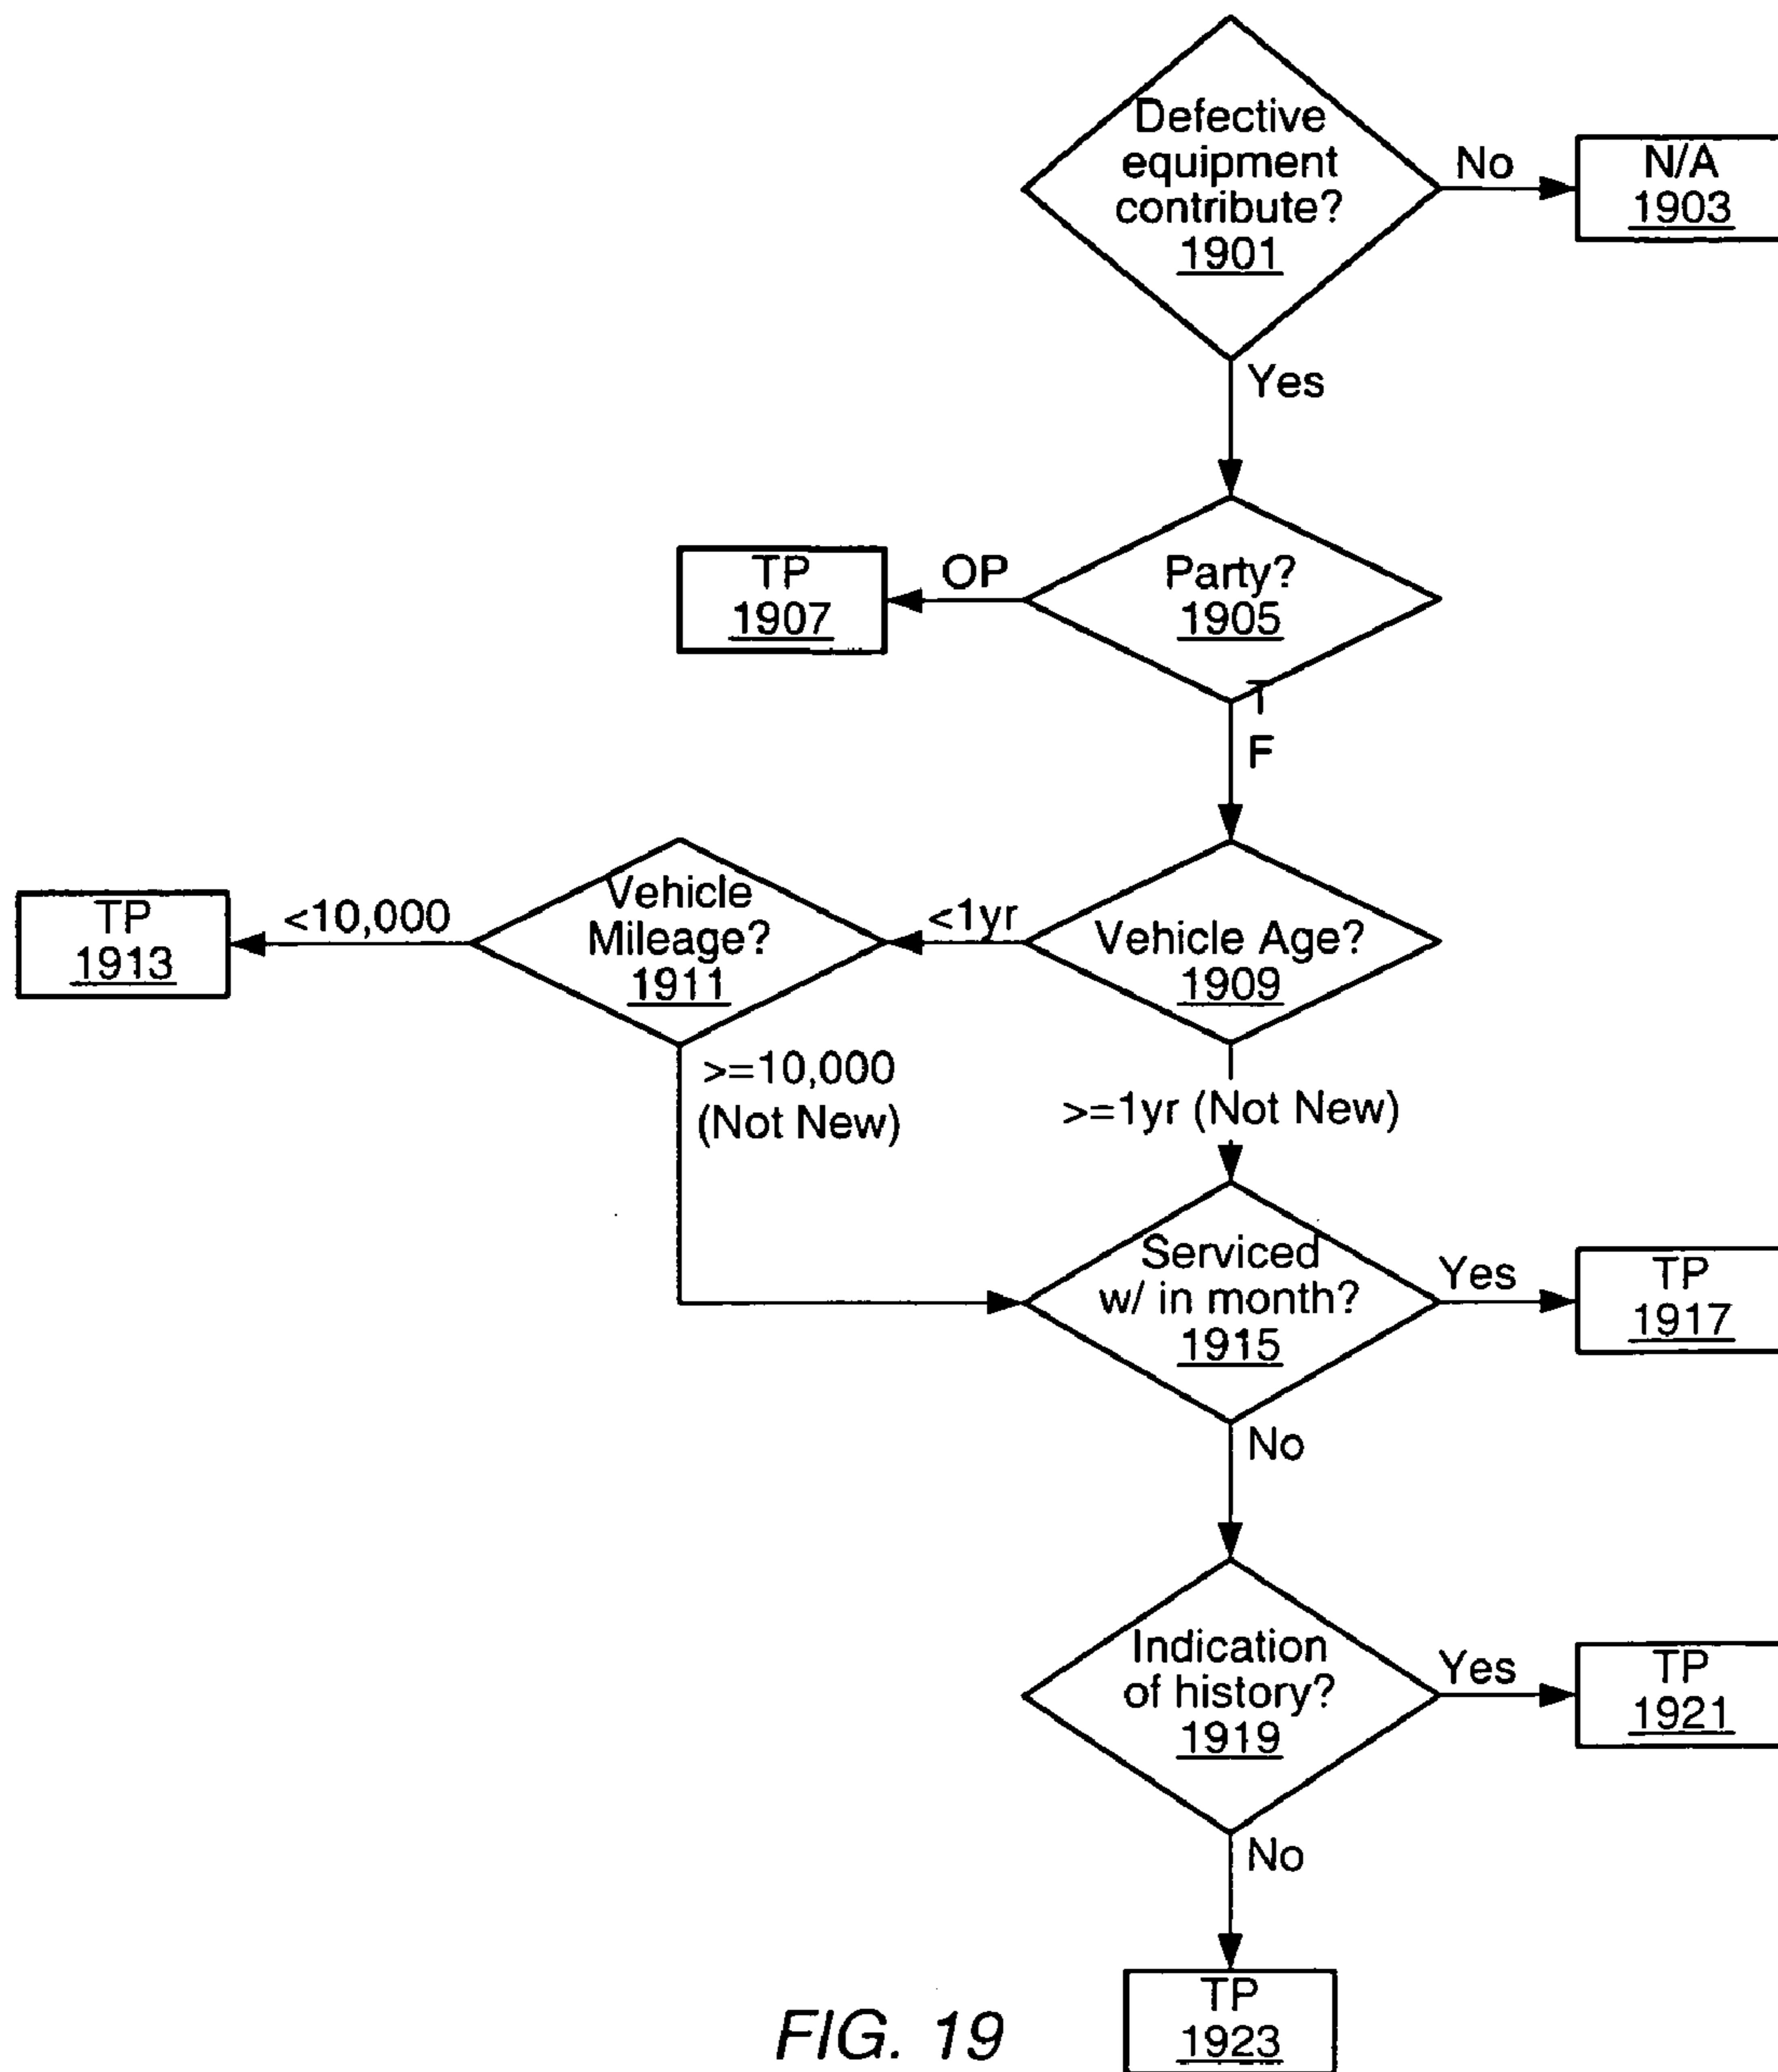 Defective
equipment
contribute?
1901
No
N/A
1903
Yes
Party?
1905
OP
TP
1907
T
F
Vehicle Age?
1909
<1yr
Vehicle
Mileage?
1911
<10,000
TP
1913
>=10,000
(Not New)
>=1yr (Not New)
Serviced
w/ in month?
1915
Yes
TP
1917
No
Indication
of history?
1919
Yes
TP
1921
No
TP
1923
FIG. 19